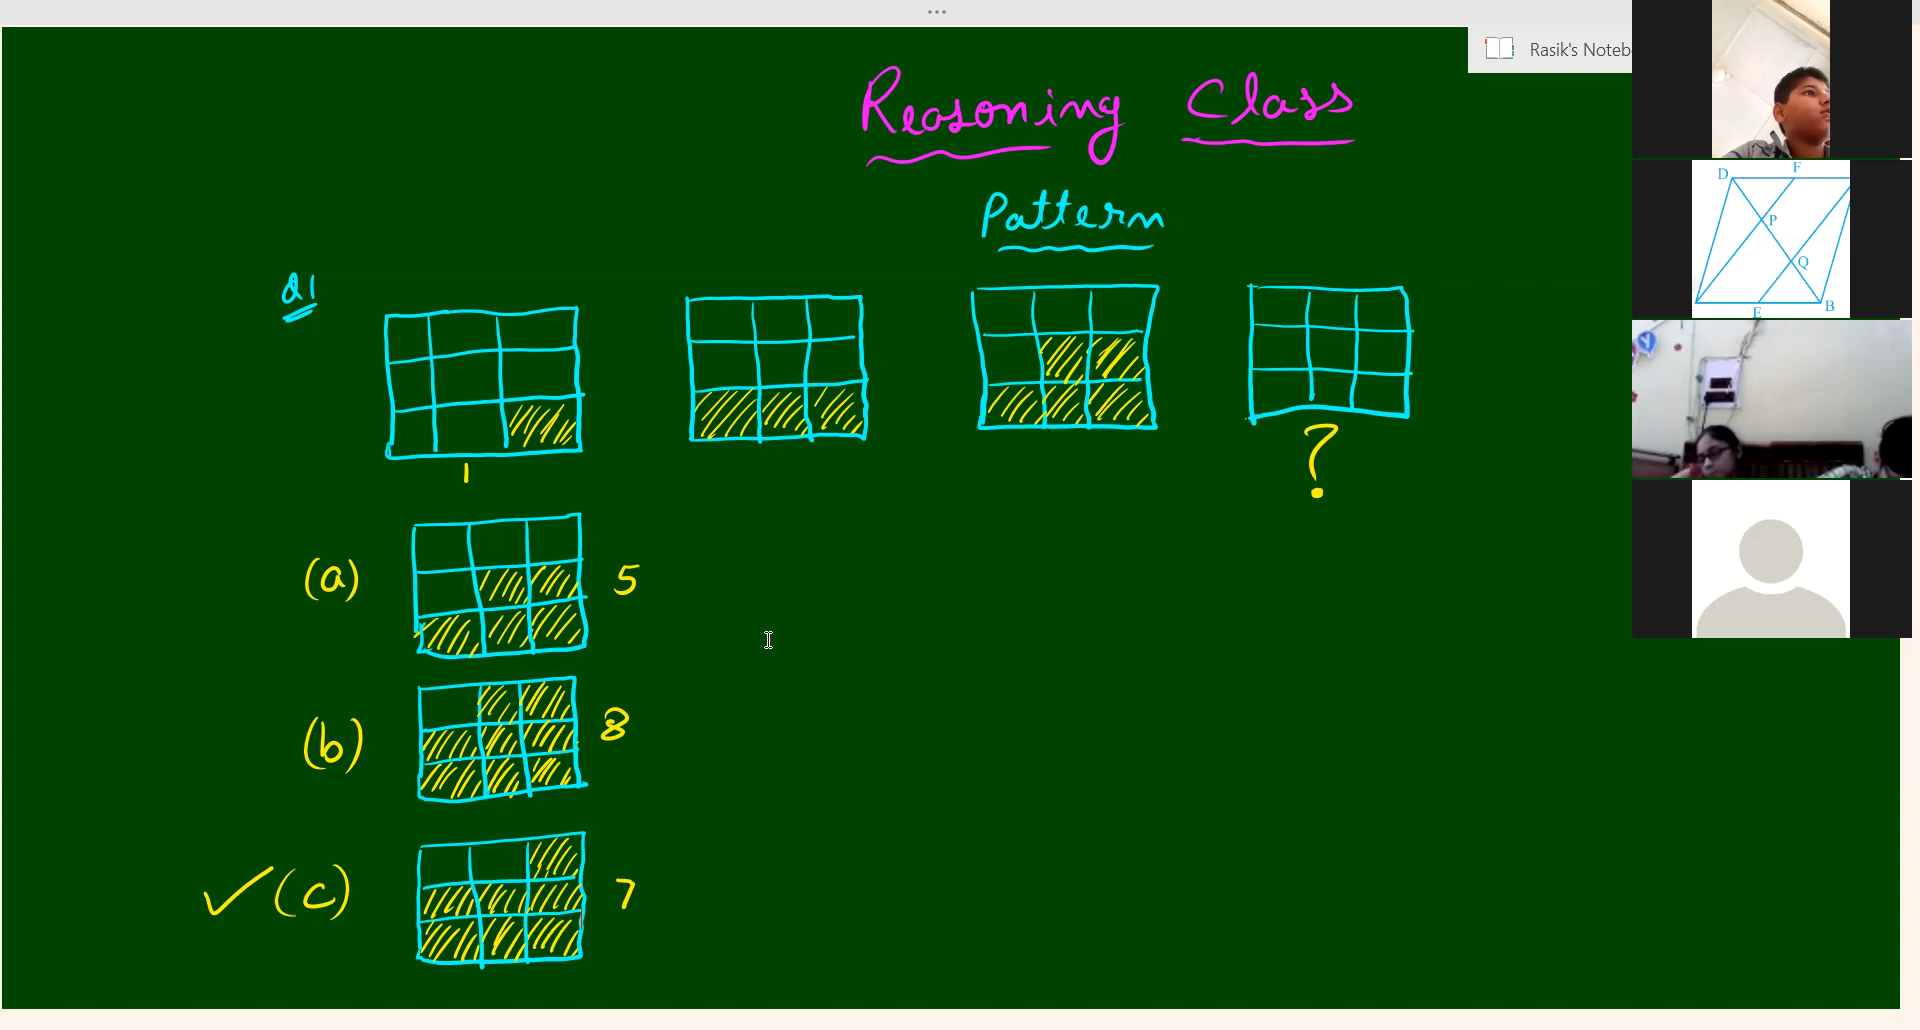 Rasik's Noteb
Reasoning Class
Pattern
Q1
1
?
(a) 5
(b) 8
✓(c) 7
D F
P
Q
E B